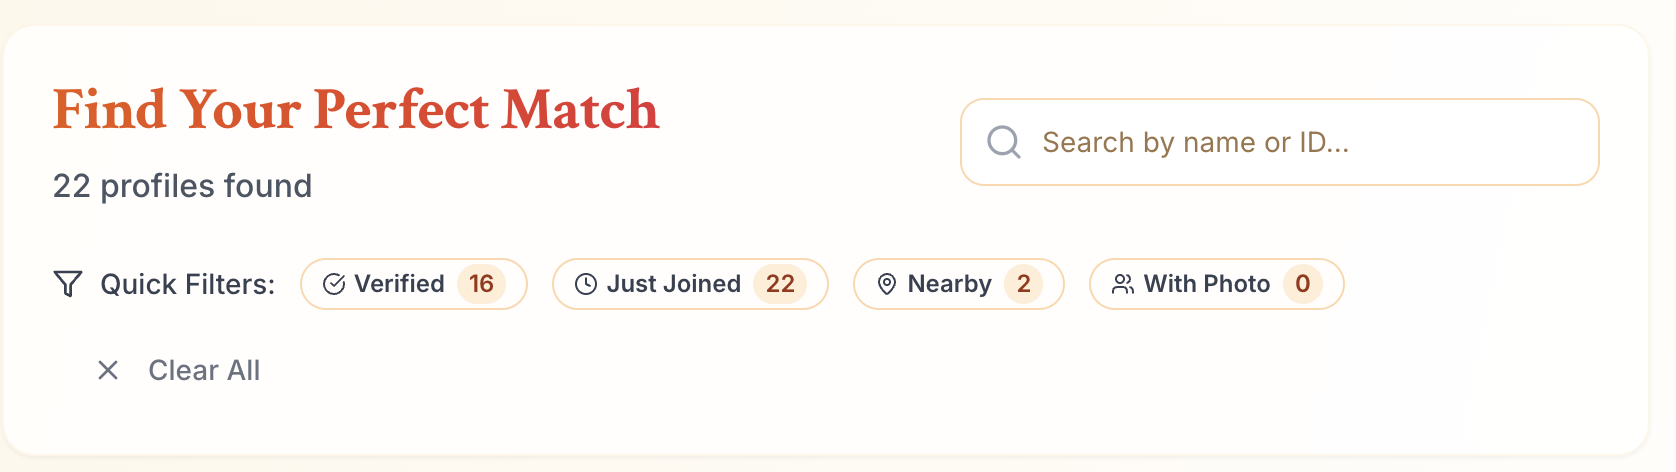 Find Your Perfect Match
22 profiles found
Search by name or ID...
Quick Filters: Verified 16 Just Joined 22 Nearby 2 With Photo 0
Clear All